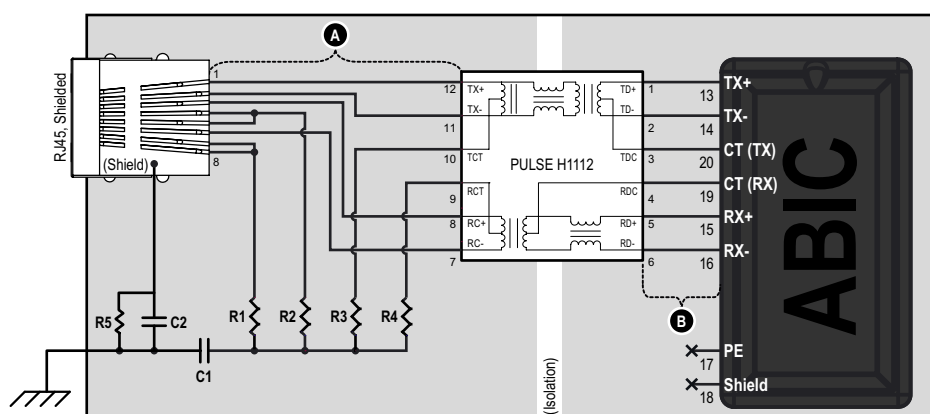 A
RJ45, Shielded
1
8
(Shield)
12 TX+ TD+ 1
TX- TD-
11 2
10 TCT TDC 3
PULSE H1112
RCT RDC
9 4
8 RC+ RD+ 5
RC- RD-
7 6
TX+
13
TX-
14
CT (TX)
20
CT (RX)
19
RX+
15
RX-
16
ABIC
B
R5 C2 R1 R2 R3 R4
C1
PE
17
Shield
18
(Isolation)